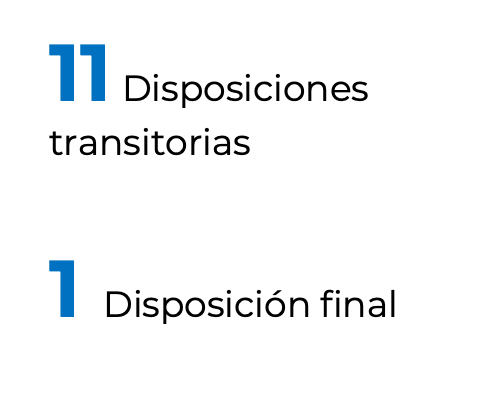 11 Disposiciones
transitorias
1 Disposición final